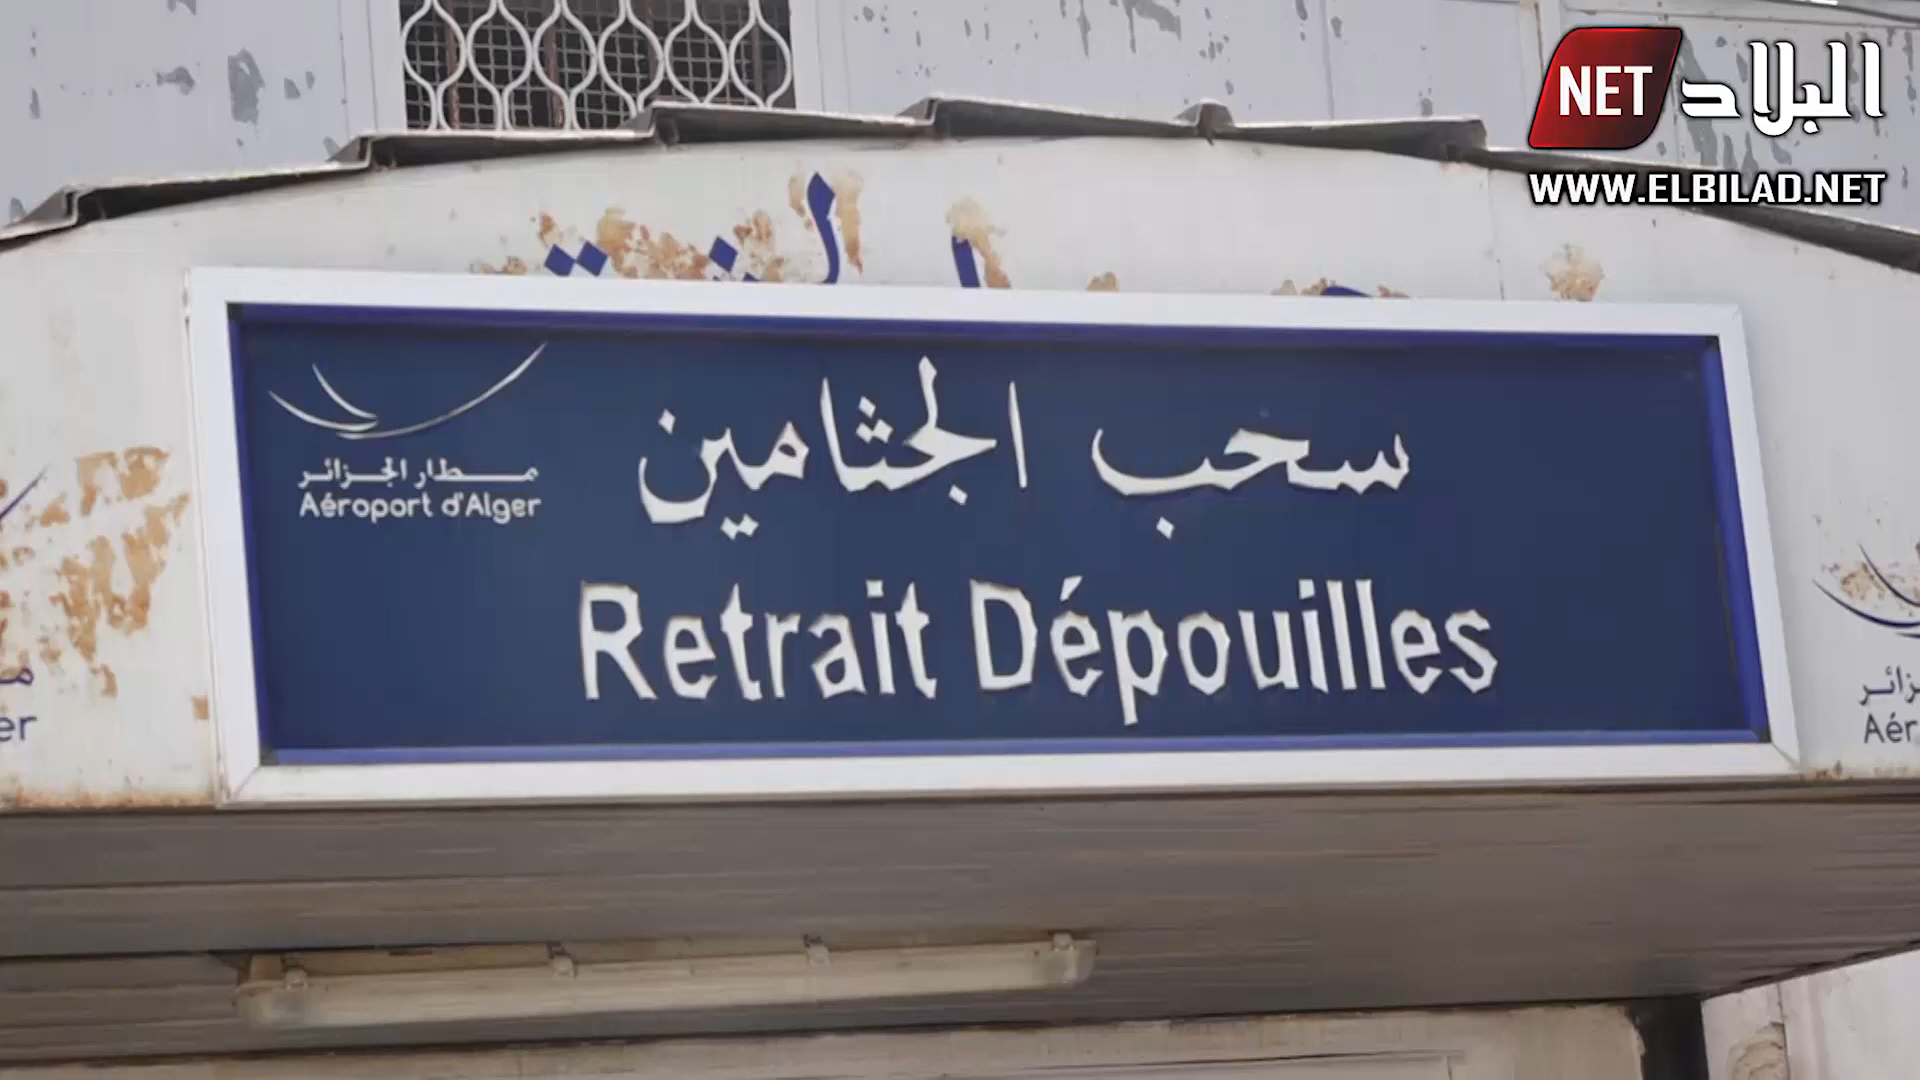 NET البلاد
WWW.ELBILAD.NET
مطار الجزائر
Aéroport d'Alger
سحب الجثامين
Retrait Dépouilles